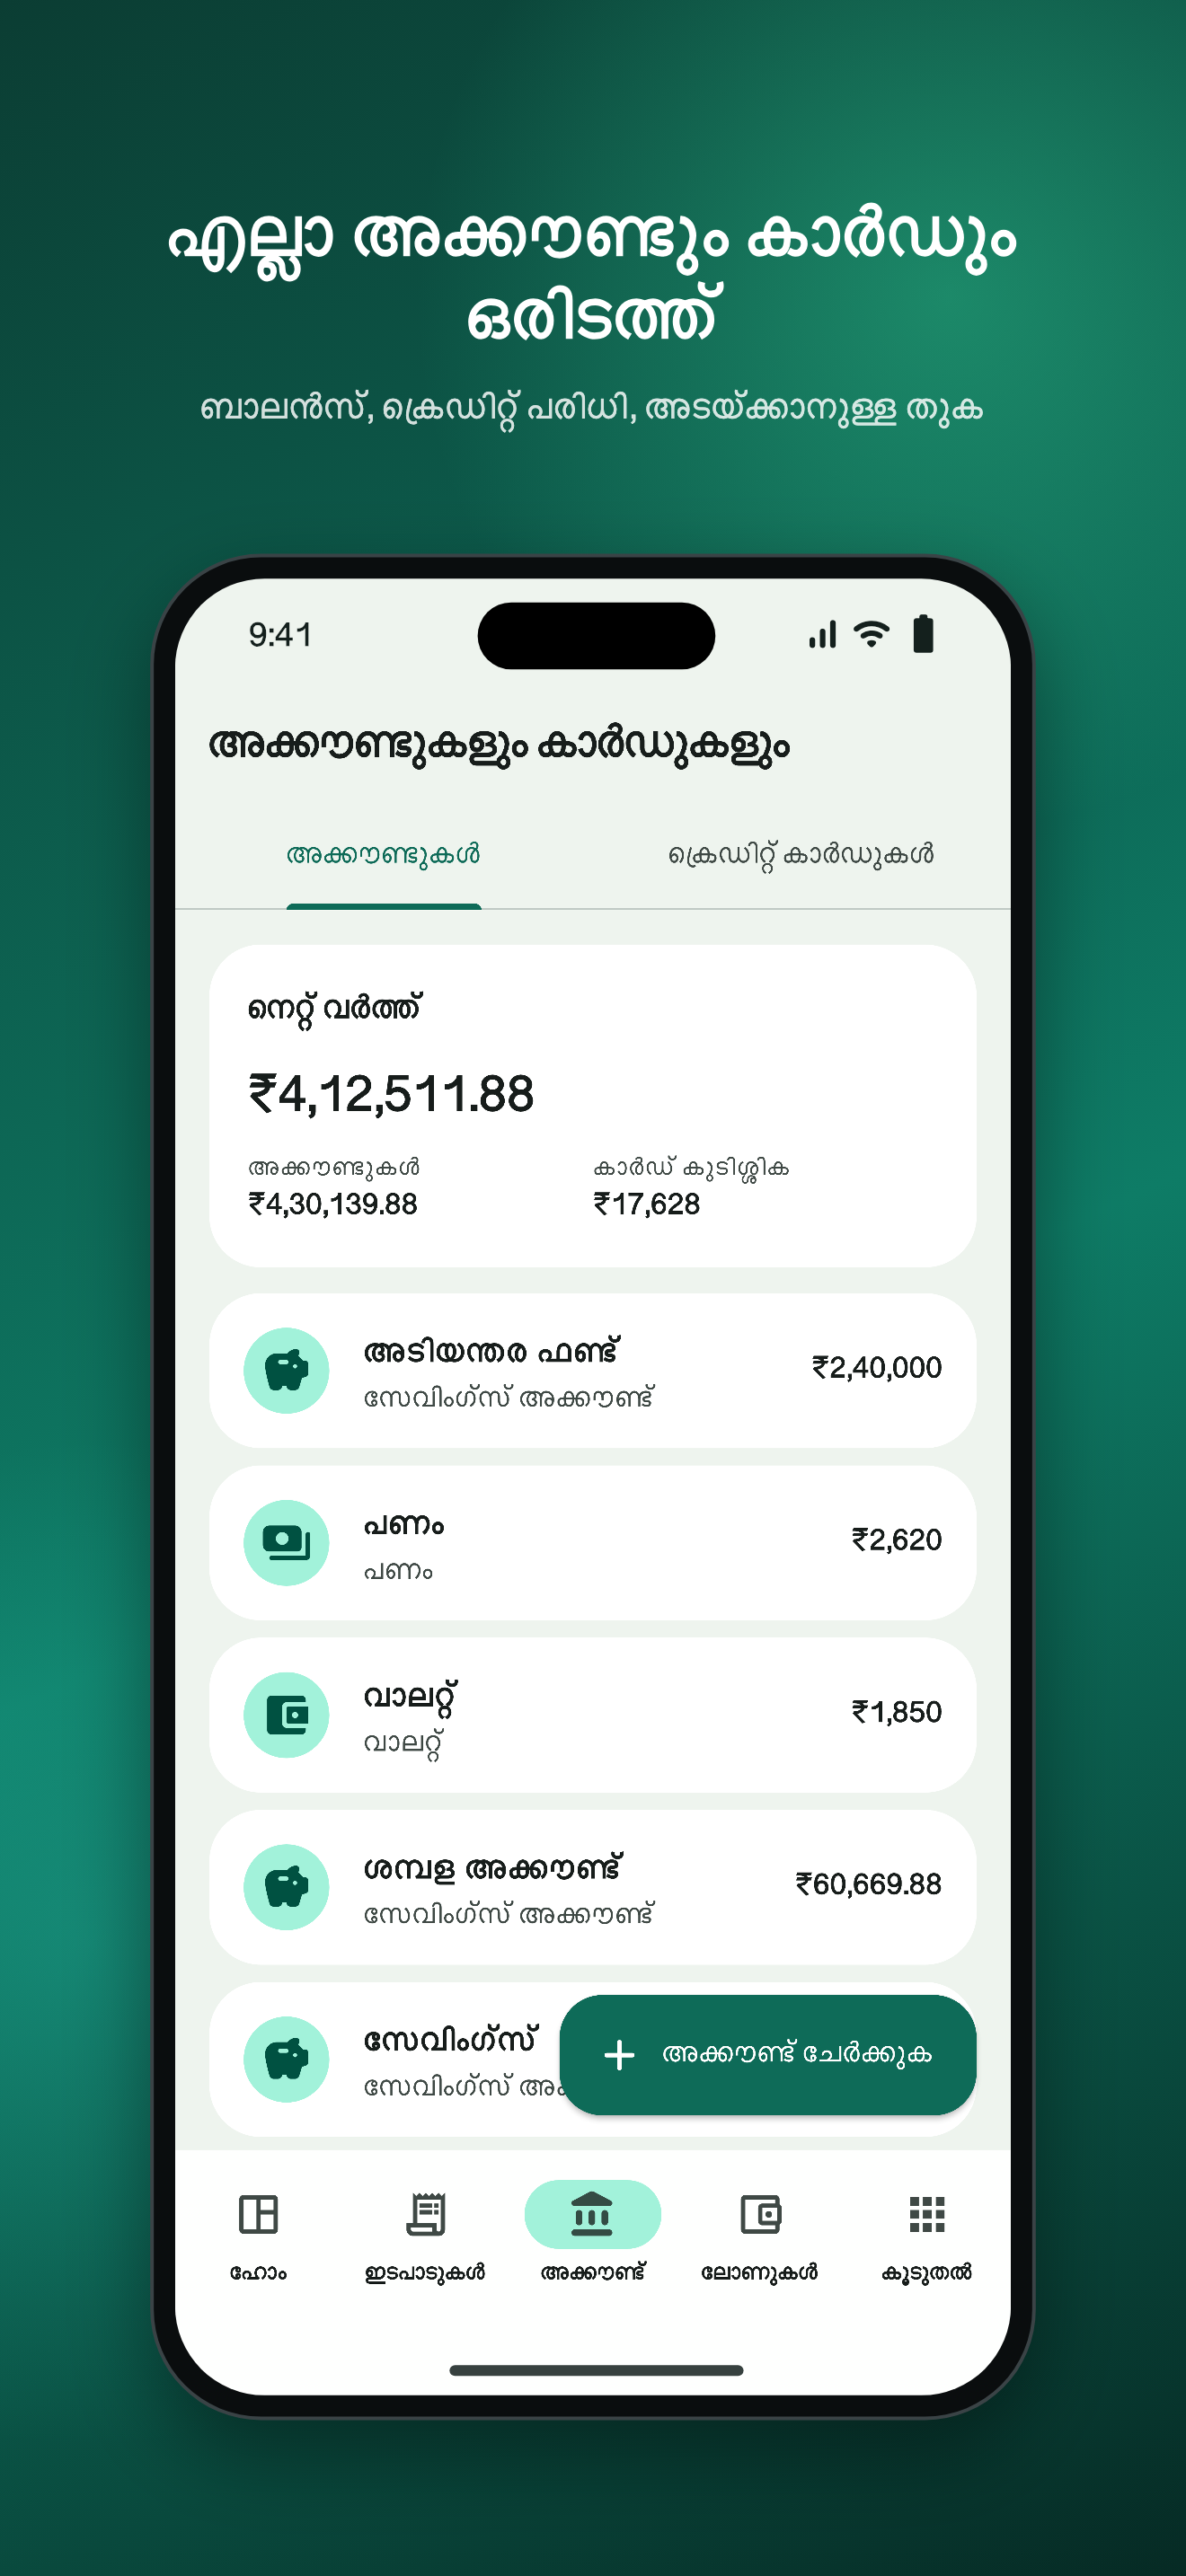 എല്ലാ അക്കൗണ്ടും കാർഡും
ഒരിടത്ത്
ബാലൻസ്, ക്രെഡിറ്റ് പരിധി, അടയ്ക്കാനുള്ള തുക
9:41
അക്കൗണ്ടുകളും കാർഡുകളും
അക്കൗണ്ടുകൾ
ക്രെഡിറ്റ് കാർഡുകൾ
നെറ്റ് വർത്ത്
₹4,12,511.88
അക്കൗണ്ടുകൾ
കാർഡ് കുടിശ്ശിക
₹4,30,139.88
₹17,628
അടിയന്തര ഫണ്ട്
സേവിംഗ്സ് അക്കൗണ്ട്
₹2,40,000
പണം
പണം
₹2,620
വാലറ്റ്
വാലറ്റ്
₹1,850
ശമ്പള അക്കൗണ്ട്
സേവിംഗ്സ് അക്കൗണ്ട്
₹60,669.88
സേവിംഗ്സ്
സേവിംഗ്സ്
അക്കൗണ്ട് ചേർക്കുക
ഹോം
ഇടപാടുകൾ
അക്കൗണ്ട്
ലോണുകൾ
കൂടുതൽ